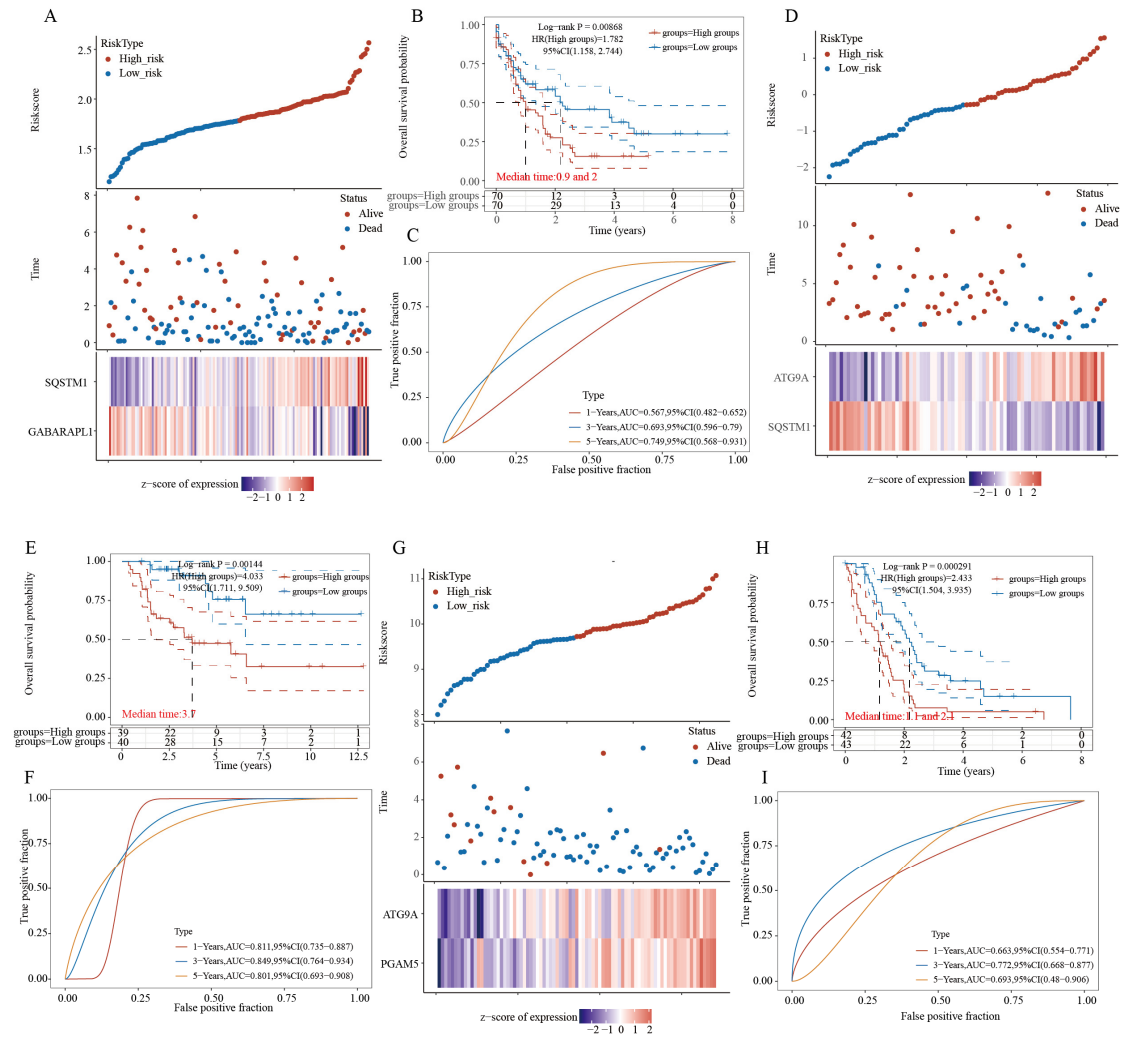 A
RiskType
High_risk
Low_risk
Riskscore
2.5
2.0
1.5
Status
Alive
Dead
Time
8
6
4
2
0
SQSTM1
GABARAPL1
z-score of expression
−2 −1 0 1 2
B
Log-rank P = 0.00868
HR(High groups)=1.782
95%CI(1.158, 2.744)
groups=High groups
groups=Low groups
Overall survival probability
1.00
0.75
0.50
0.25
0.00
Median time:0.9 and 2
groups=High groups 70 12 3 0 0
groups=Low groups 70 29 13 4 0
0 2 4 6 8
Time (years)
C
True positive fraction
1.00
0.75
0.50
0.25
0.00
Type
1−Years,AUC=0.567,95%CI(0.482−0.652)
3−Years,AUC=0.693,95%CI(0.596−0.79)
5−Years,AUC=0.749,95%CI(0.568−0.931)
0.00 0.25 0.50 0.75 1.00
False positive fraction
D
RiskType
High_risk
Low_risk
Riskscore
1
0
−1
−2
Status
Alive
Dead
Time
10
5
0
ATG9A
SQSTM1
z-score of expression
−2 −1 0 1 2
E
Log-rank P = 0.00144
HR(High groups)=4.033
95%CI(1.711, 9.509)
groups=High groups
groups=Low groups
Overall survival probability
1.00
0.75
0.50
0.25
0.00
Median time:3.7
groups=High groups 39 22 9 3 2 1
groups=Low groups 40 28 15 7 2 1
0 2.5 5 7.5 10 12.5
Time (years)
F
True positive fraction
1.00
0.75
0.50
0.25
0.00
Type
1−Years,AUC=0.811,95%CI(0.735−0.887)
3−Years,AUC=0.849,95%CI(0.764−0.934)
5−Years,AUC=0.801,95%CI(0.693−0.908)
0.00 0.25 0.50 0.75 1.00
False positive fraction
G
RiskType
High_risk
Low_risk
Riskscore
11
10
9
8
Status
Alive
Dead
Time
8
6
4
2
0
ATG9A
PGAM5
z-score of expression
−2 −1 0 1 2
H
Log-rank P = 0.000291
HR(High groups)=2.433
95%CI(1.504, 3.935)
groups=High groups
groups=Low groups
Overall survival probability
0.75
0.50
0.25
0.00
Median time:1.1 and 2.1
groups=High groups 42 8 2 2 0
groups=Low groups 43 22 6 1 0
0 2 4 6 8
Time (years)
I
True positive fraction
1.00
0.75
0.50
0.25
0.00
Type
1−Years,AUC=0.663,95%CI(0.554−0.771)
3−Years,AUC=0.772,95%CI(0.668−0.877)
5−Years,AUC=0.693,95%CI(0.48−0.906)
0.00 0.25 0.50 0.75 1.00
False positive fraction